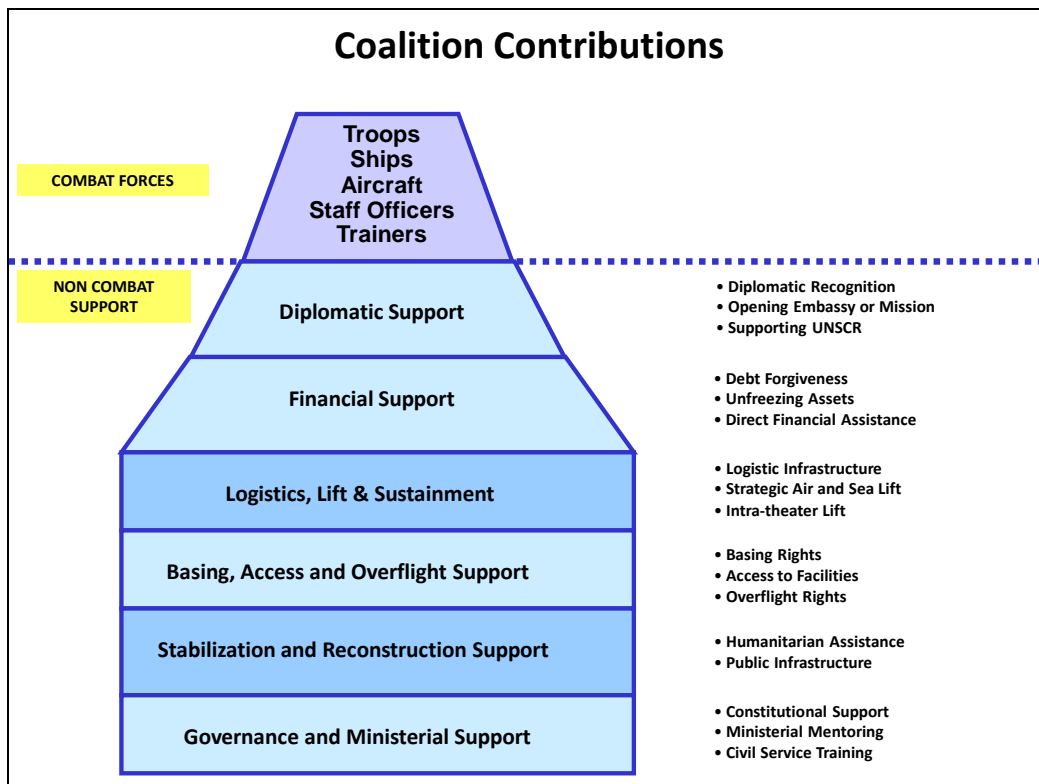 Coalition Contributions
COMBAT FORCES
Troops
Ships
Aircraft
Staff Officers
Trainers
NON COMBAT
SUPPORT
Diplomatic Support
• Diplomatic Recognition
• Opening Embassy or Mission
• Supporting UNSCR
Financial Support
• Debt Forgiveness
• Unfreezing Assets
• Direct Financial Assistance
Logistics, Lift & Sustainment
• Logistic Infrastructure
• Strategic Air and Sea Lift
• Intra-theater Lift
Basing, Access and Overflight Support
• Basing Rights
• Access to Facilities
• Overflight Rights
Stabilization and Reconstruction Support
• Humanitarian Assistance
• Public Infrastructure
Governance and Ministerial Support
• Constitutional Support
• Ministerial Mentoring
• Civil Service Training